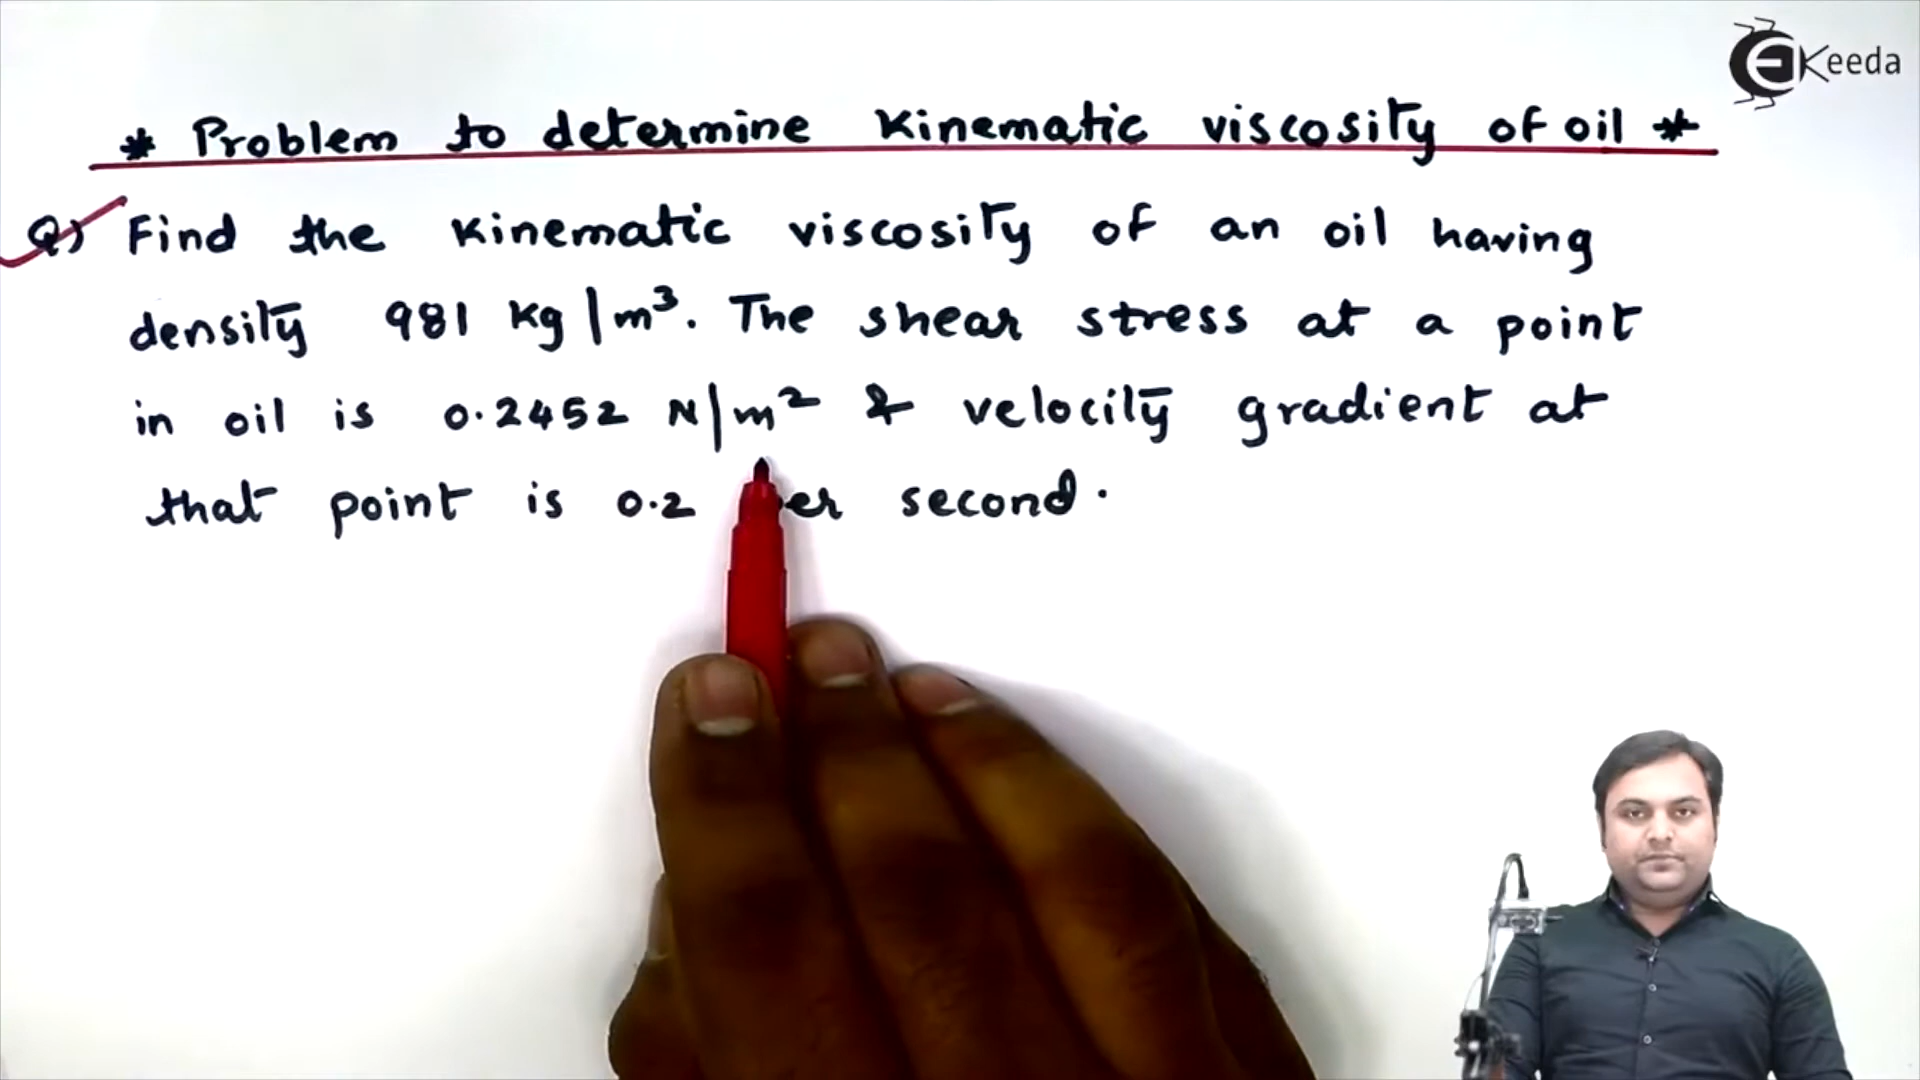 EKeeda
* Problem to determine kinematic viscosity of oil *
Q) Find the kinematic viscosity of an oil having
density 981 kg/m³. The shear stress at a point
in oil is 0.2452 N/m² & velocity gradient at
that point is 0.2 second.